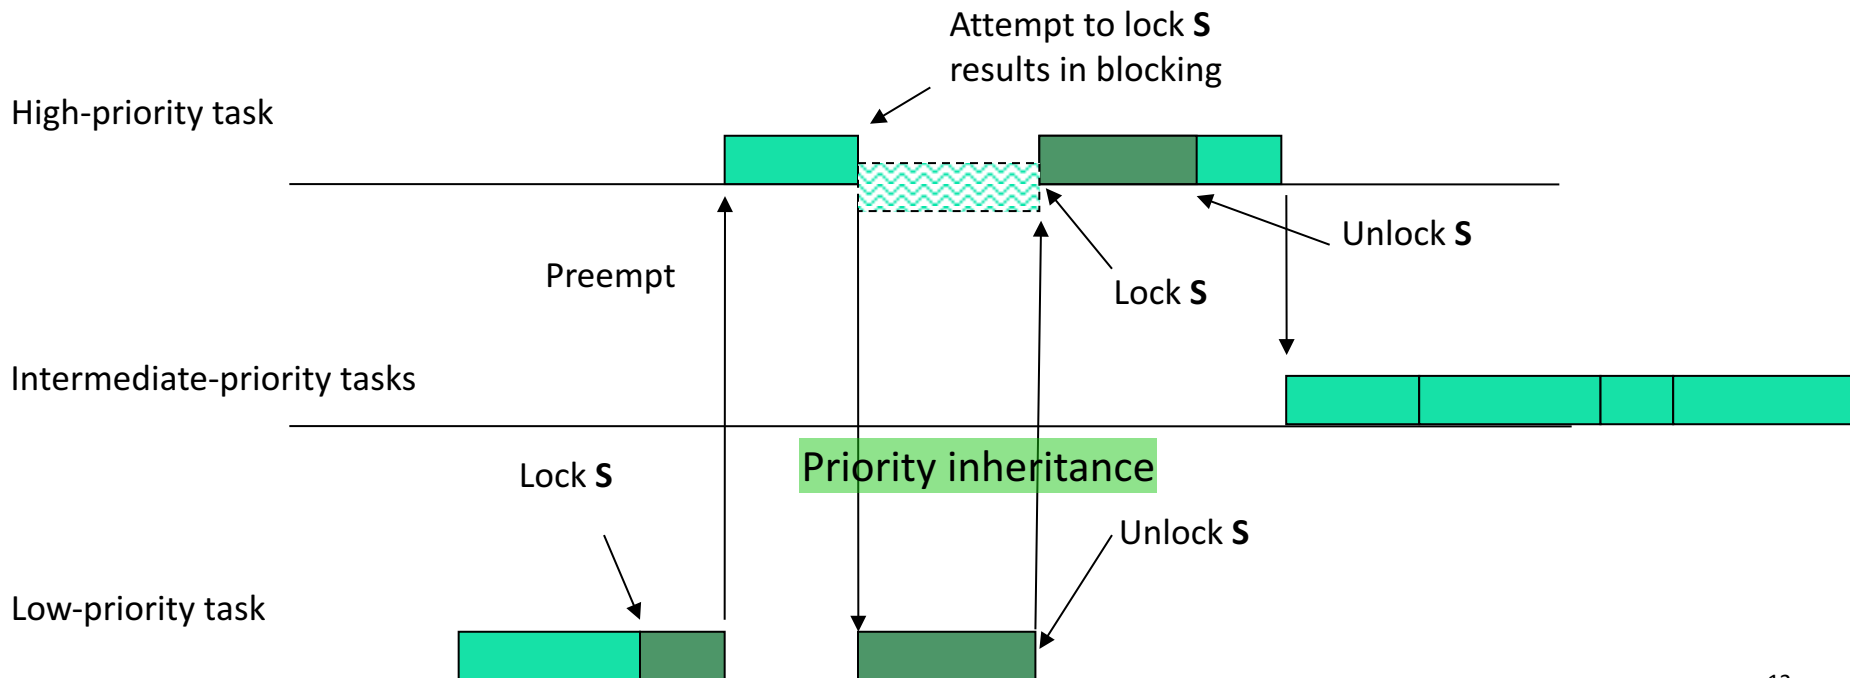 Attempt to lock S
results in blocking
High-priority task
Unlock S
Preempt
Lock S
Intermediate-priority tasks
Priority inheritance
Lock S
Unlock S
Low-priority task